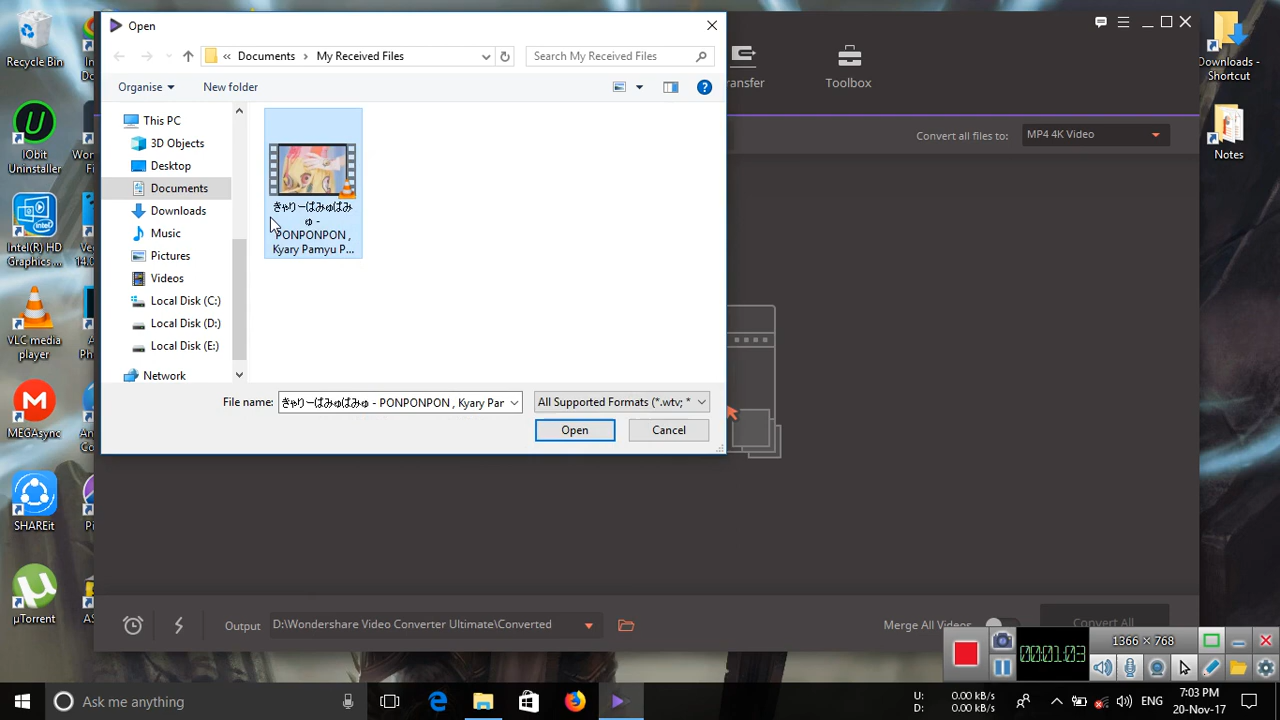 Recycle Bin
IObit
Uninstaller
Intel(R) HD
Graphics ...
VLC media
player
MEGAsync
SHAREit
µTorrent
Open
« Documents › My Received Files
Search My Received Files
Organise
New folder
This PC
3D Objects
Desktop
Documents
Downloads
Music
Pictures
Videos
Local Disk (C:)
Local Disk (D:)
Local Disk (E:)
Network
きゃりーぱみゅぱみ
ゅ -
PONPONPON ,
Kyary Pamyu P...
File name:
きゃりーぱみゅぱみゅ - PONPONPON , Kyary Par
All Supported Formats (*.wtv; *
Open
Cancel
Toolbox
Convert all files to:
MP4 4K Video
Output
D:\Wondershare Video Converter Ultimate\Converted
Merge All Videos
Convert All
Downloads -
Shortcut
Notes
00:01:03
1366 × 768
Ask me anything
U:
D:
0.00 kB/s
0.00 kB/s
ENG
7:03 PM
20-Nov-17